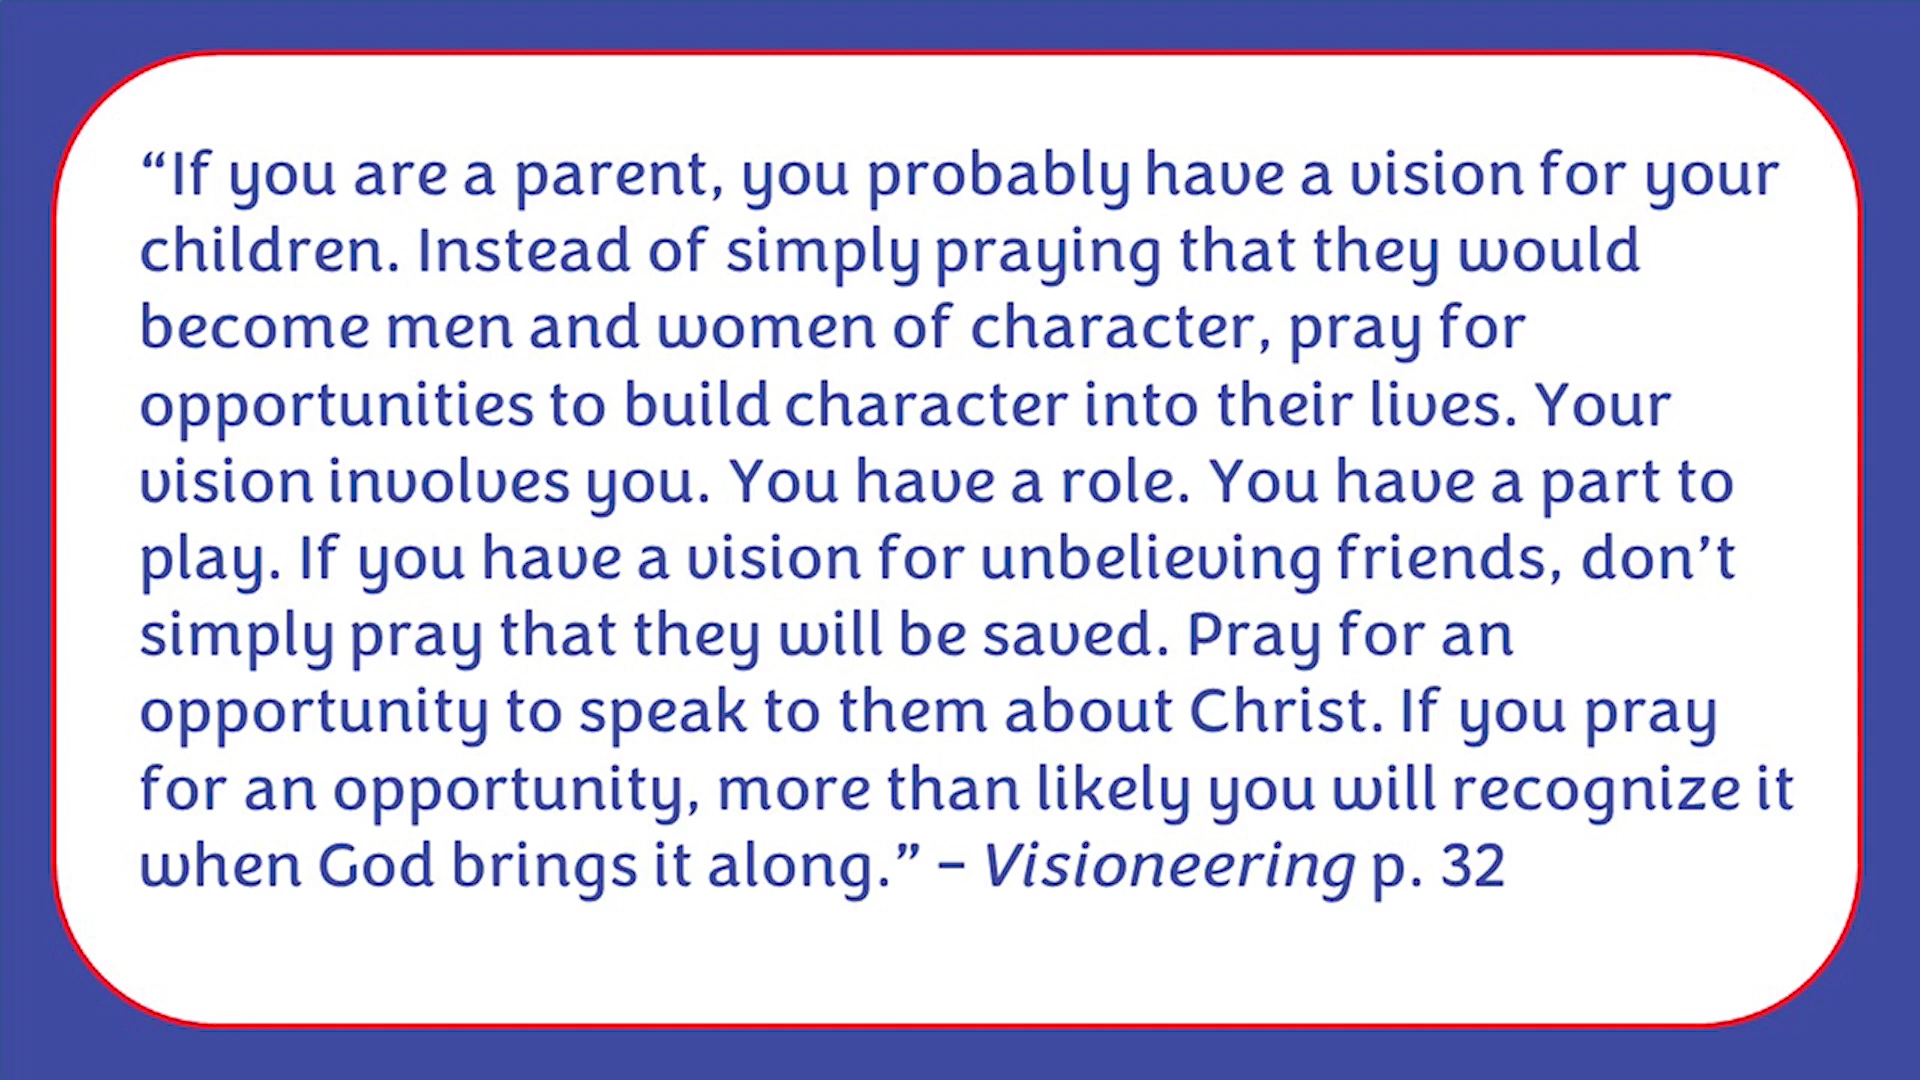 “If you are a parent, you probably have a vision for your
children. Instead of simply praying that they would
become men and women of character, pray for
opportunities to build character into their lives. Your
vision involves you. You have a role. You have a part to
play. If you have a vision for unbelieving friends, don’t
simply pray that they will be saved. Pray for an
opportunity to speak to them about Christ. If you pray
for an opportunity, more than likely you will recognize it
when God brings it along.” – Visioneering p. 32